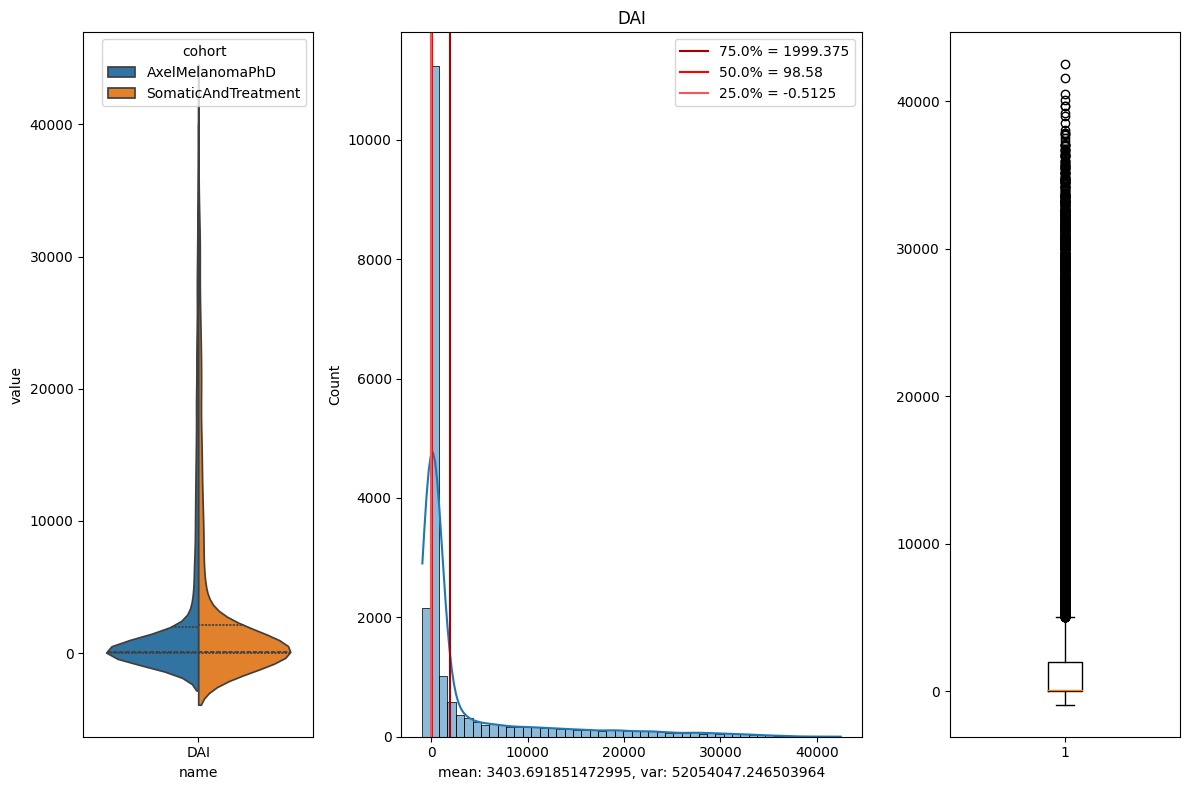 cohort
AxelMelanomaPhD
SomaticAndTreatment
40000
30000
20000
10000
0
value
DAI
name
DAI
75.0% = 1999.375
50.0% = 98.58
25.0% = -0.5125
10000
8000
6000
4000
2000
0
Count
0 10000 20000 30000 40000
mean: 3403.691851472995, var: 52054047.246503964
40000
30000
20000
10000
0
1